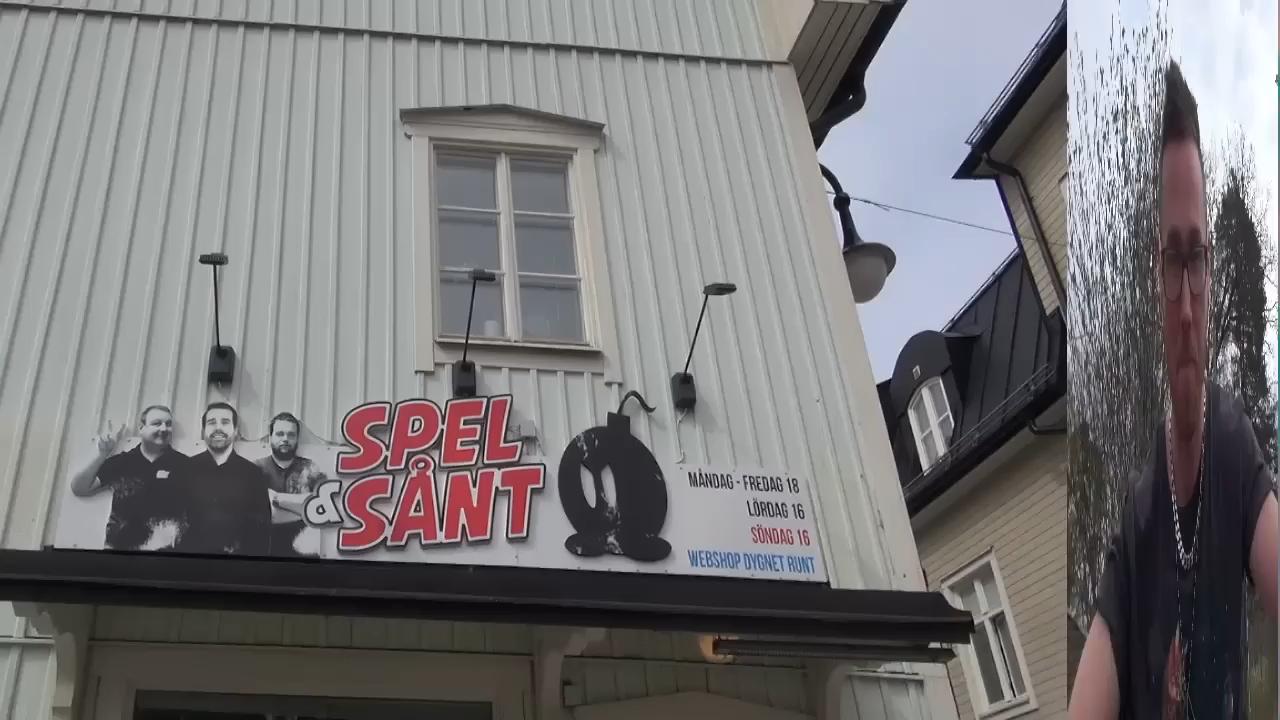 SPEL
& SÅNT
MÅNDAG - FREDAG 18
LÖRDAG 16
SÖNDAG 16
WEBSHOP DYGNET RUNT